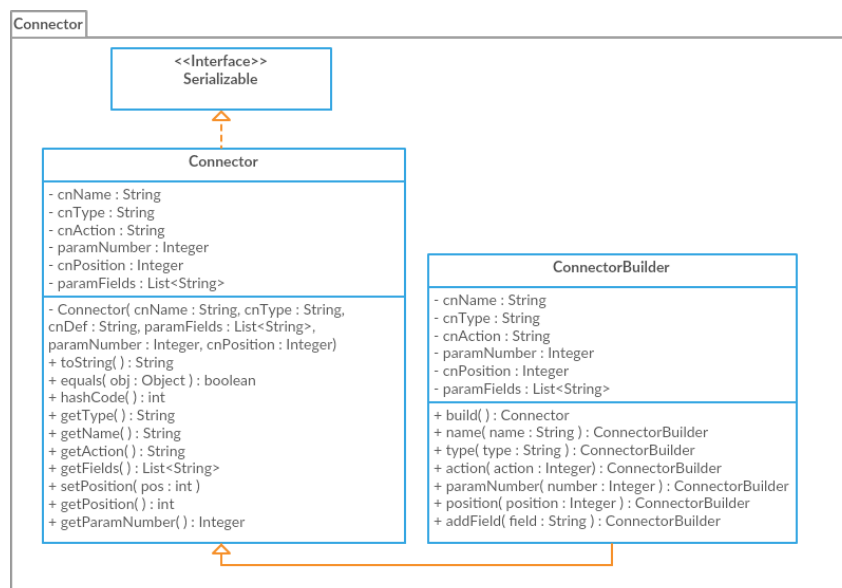 Connector
<<Interface>>
Serializable
Connector
- cnName : String
- cnType : String
- cnAction : String
- paramNumber : Integer
- cnPosition : Integer
- paramFields : List<String>
- Connector( cnName : String, cnType : String,
cnDef : String, paramFields : List<String>,
paramNumber : Integer, cnPosition : Integer)
+ toString( ) : String
+ equals( obj : Object ) : boolean
+ hashCode( ) : int
+ getType( ) : String
+ getName( ) : String
+ getAction( ) : String
+ getFields( ) : List<String>
+ setPosition( pos : int )
+ getPosition( ) : int
+ getParamNumber( ) : Integer
ConnectorBuilder
- cnName : String
- cnType : String
- cnAction : String
- paramNumber : Integer
- cnPosition : Integer
- paramFields : List<String>
+ build( ) : Connector
+ name( name : String ) : ConnectorBuilder
+ type( type : String ) : ConnectorBuilder
+ action( action : Integer) : ConnectorBuilder
+ paramNumber( number : Integer ) : ConnectorBuilder
+ position( position : Integer ) : ConnectorBuilder
+ addField( field : String ) : ConnectorBuilder